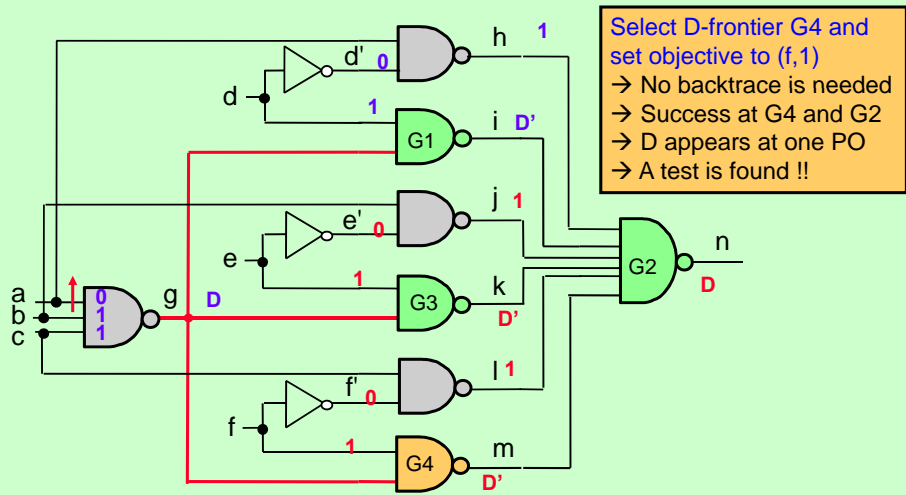 Select D-frontier G4 and
set objective to (f,1)
→ No backtrace is needed
→ Success at G4 and G2
→ D appears at one PO
→ A test is found !!
h 1
d' 0
d
1
i D'
G1
j 1
e' 0
e
1
G2
n
D
k
G3
D'
a 0
b 1
c 1
g D
l 1
f' 0
f
1
m
G4
D'